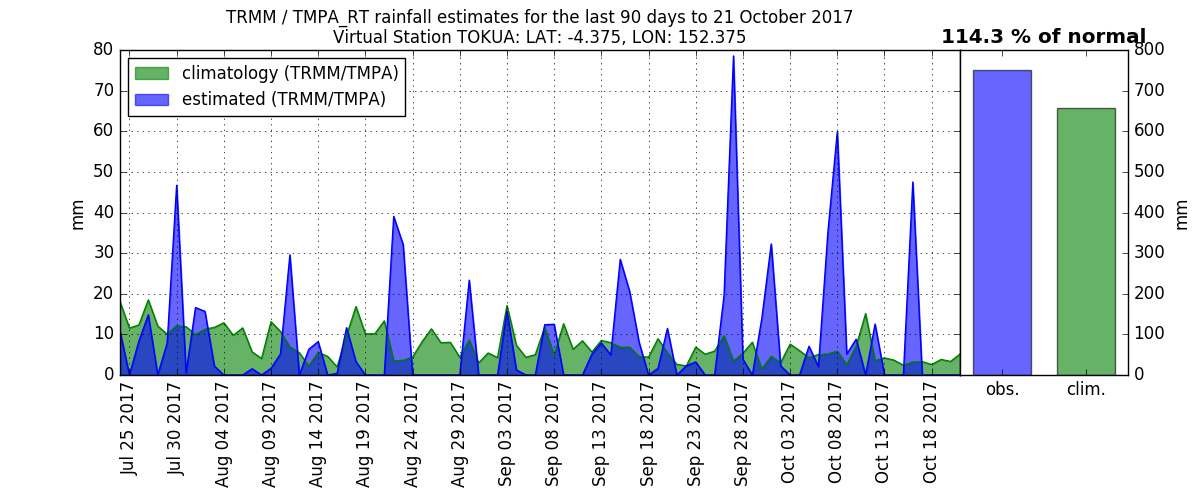 TRMM / TMPA_RT rainfall estimates for the last 90 days to 21 October 2017
Virtual Station TOKUA: LAT: -4.375, LON: 152.375
114.3 % of normal
climatology (TRMM/TMPA)
estimated (TRMM/TMPA)
mm
80
70
60
50
40
30
20
10
0
Jul 25 2017
Jul 30 2017
Aug 04 2017
Aug 09 2017
Aug 14 2017
Aug 19 2017
Aug 24 2017
Aug 29 2017
Sep 03 2017
Sep 08 2017
Sep 13 2017
Sep 18 2017
Sep 23 2017
Sep 28 2017
Oct 03 2017
Oct 08 2017
Oct 13 2017
Oct 18 2017
800
700
600
500
400
300
200
100
0
mm
obs. clim.